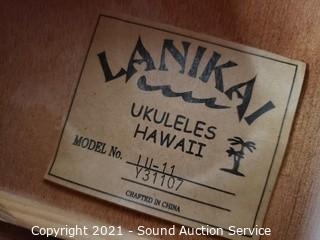 LANIKAI
UKULELES
HAWAII
MODEL No. LU-11
Y31107
CRAFTED IN CHINA
Copyright 2021 - Sound Auction Service